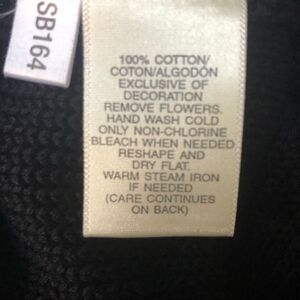 SB164
100% COTTON/
COTON/ALGODÓN
EXCLUSIVE OF
DECORATION
REMOVE FLOWERS.
HAND WASH COLD
ONLY NON-CHLORINE
BLEACH WHEN NEEDED
RESHAPE AND
DRY FLAT.
WARM STEAM IRON
IF NEEDED
(CARE CONTINUES
ON BACK)